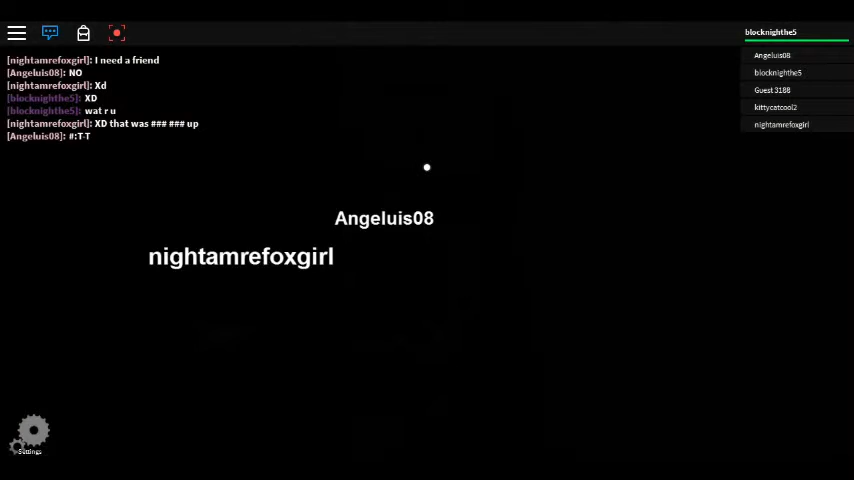 blocknighthe5
[nightamrefoxgirl]: I need a friend
[Angeluis08]: NO
[nightamrefoxgirl]: Xd
[blocknighthe5]: XD
[blocknighthe5]: wat r u
[nightamrefoxgirl]: XD that was ### ### up
[Angeluis08]: #:T-T
Angeluis08
blocknighthe5
Guest 3188
kittycatcool2
nightamrefoxgirl
Angeluis08
nightamrefoxgirl
Settings